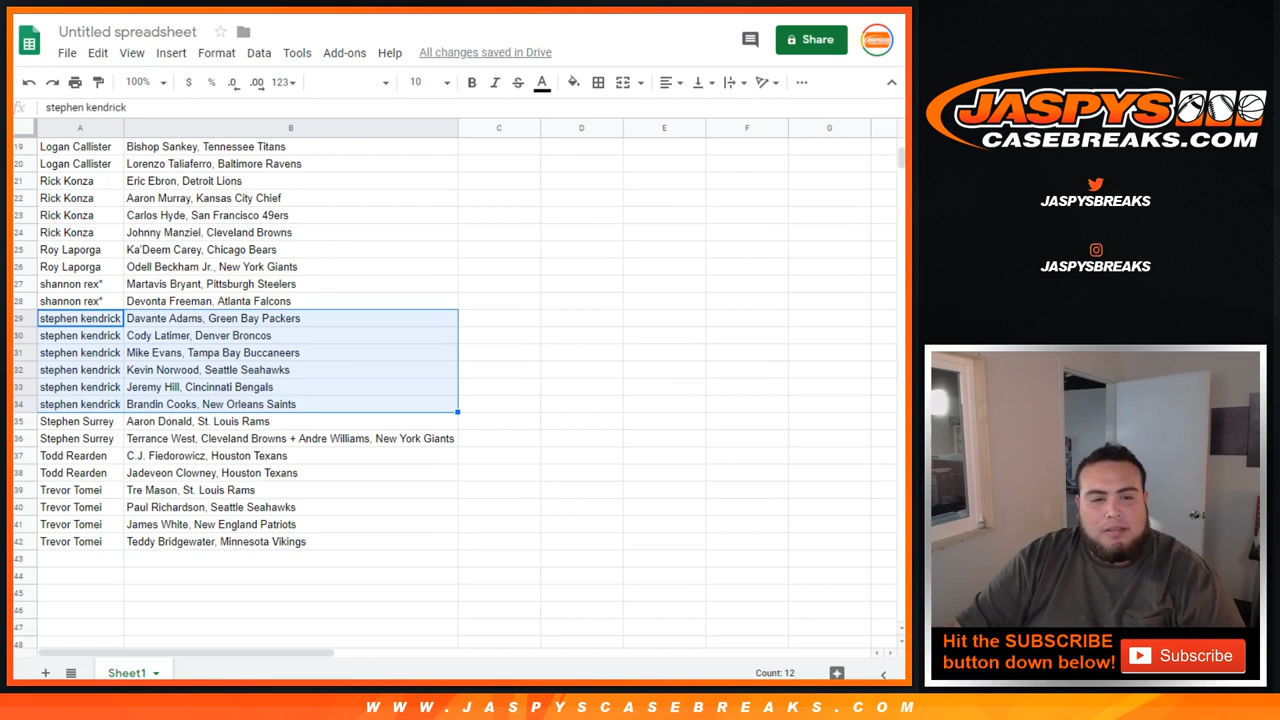 Untitled spreadsheet
File Edit View Insert Format Data Tools Add-ons Help All changes saved in Drive
Share
100% $ % .0 .00 123 10 B I S A
fx stephen kendrick
A B C D E F G
19 Logan Callister Bishop Sankey, Tennessee Titans
20 Logan Callister Lorenzo Taliaferro, Baltimore Ravens
21 Rick Konza Eric Ebron, Detroit Lions
22 Rick Konza Aaron Murray, Kansas City Chief
23 Rick Konza Carlos Hyde, San Francisco 49ers
24 Rick Konza Johnny Manziel, Cleveland Browns
25 Roy Laporga Ka'Deem Carey, Chicago Bears
26 Roy Laporga Odell Beckham Jr., New York Giants
27 shannon rex* Martavis Bryant, Pittsburgh Steelers
28 shannon rex* Devonta Freeman, Atlanta Falcons
29 stephen kendrick Davante Adams, Green Bay Packers
30 stephen kendrick Cody Latimer, Denver Broncos
31 stephen kendrick Mike Evans, Tampa Bay Buccaneers
32 stephen kendrick Kevin Norwood, Seattle Seahawks
33 stephen kendrick Jeremy Hill, Cincinnati Bengals
34 stephen kendrick Brandin Cooks, New Orleans Saints
35 Stephen Surrey Aaron Donald, St. Louis Rams
36 Stephen Surrey Terrance West, Cleveland Browns + Andre Williams, New York Giants
37 Todd Rearden C.J. Fiedorowicz, Houston Texans
38 Todd Rearden Jadeveon Clowney, Houston Texans
39 Trevor Tomei Tre Mason, St. Louis Rams
40 Trevor Tomei Paul Richardson, Seattle Seahawks
41 Trevor Tomei James White, New England Patriots
42 Trevor Tomei Teddy Bridgewater, Minnesota Vikings
43
44
45
46
47
48
Sheet1 Count: 12
JASPYS
CASEBREAKS.COM
JASPYSBREAKS
JASPYSBREAKS
Hit the SUBSCRIBE
button down below!
Subscribe
WWW.JASPYSCASEBREAKS.COM